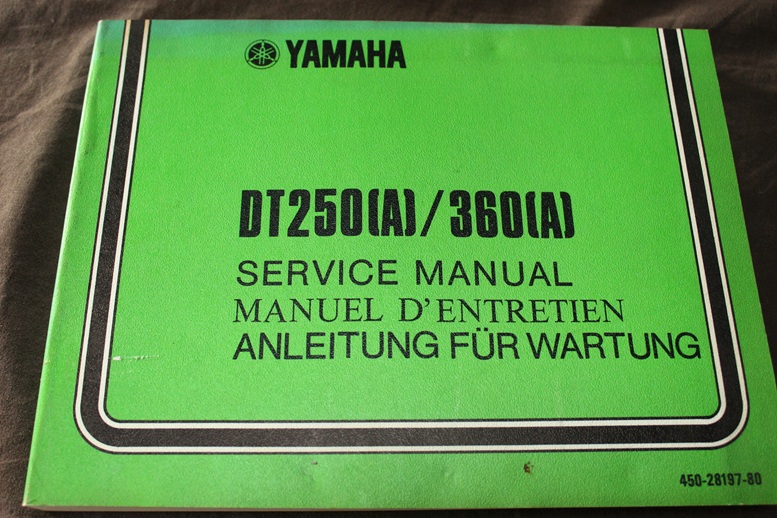 YAMAHA
DT250(A)/360(A)
SERVICE MANUAL
MANUEL D'ENTRETIEN
ANLEITUNG FÜR WARTUNG
450-28197-80